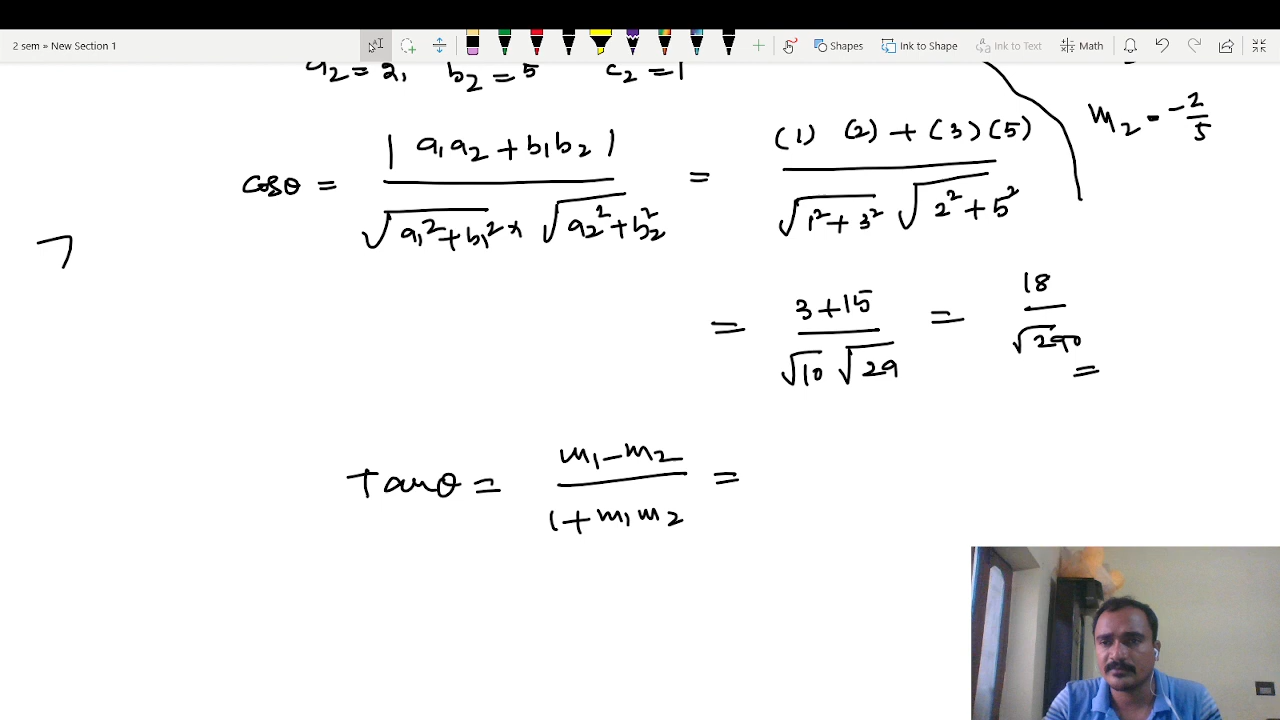 2 sem » New Section 1
Shapes Ink to Shape Ink to Text Math
a₂ = 2, b₂ = 5 c₂ = 1
m₂ = -2/5
cosθ = |a₁a₂ + b₁b₂| / √a₁²+b₁² * √a₂²+b₂² = (1) (2) + (3)(5) / √1²+3² √2²+5²
= 3+15 / √10 √29 = 18 / √290
=
Tanθ = m₁-m₂ / 1+m₁m₂ =